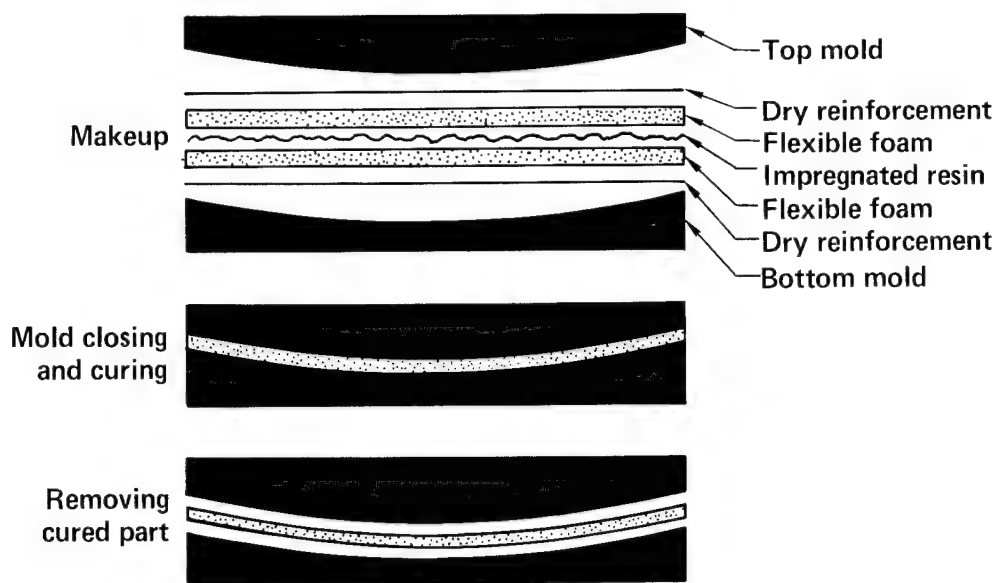 Top mold
Makeup
Dry reinforcement
Flexible foam
Impregnated resin
Flexible foam
Dry reinforcement
Bottom mold
Mold closing
and curing
Removing
cured part